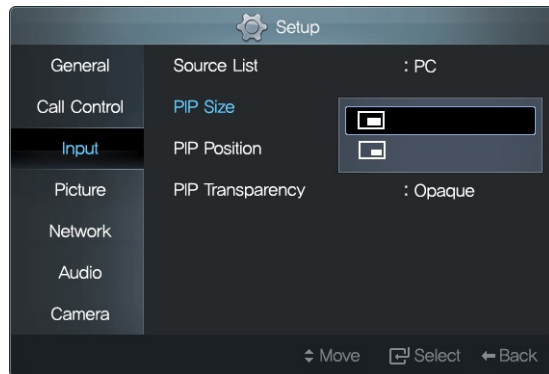 Setup
General
Source List : PC
Call Control
PIP Size
Input
PIP Position
Picture
PIP Transparency : Opaque
Network
Audio
Camera
Move Select Back